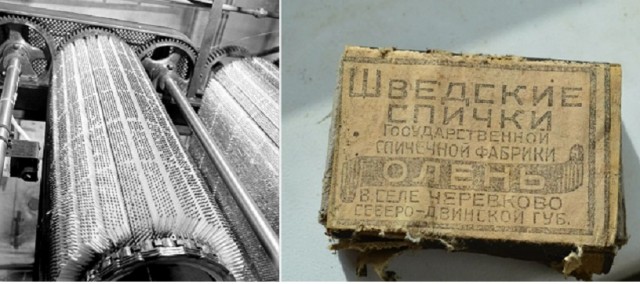 ШВЕДСКИЕ
СПИЧКИ
ГОСУДАРСТВЕННОЙ
СПИЧЕЧНОЙ ФАБРИКИ
ОЛЕНЬ
В СЕЛЕ ЧЕРЕВКОВО
СЕВЕРО-ДВИНСКОЙ ГУБ.